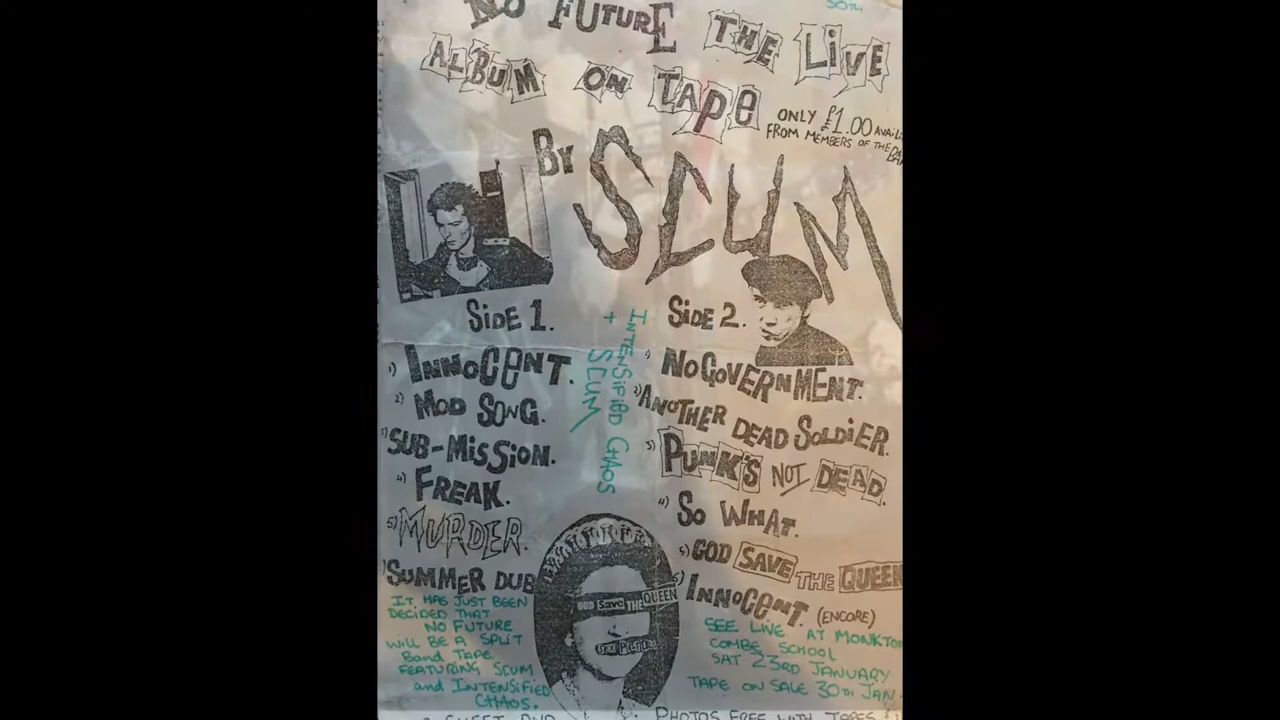 50TH
NO FUTURE THE LiVE
ALBUM ON TAPE
ONLY £1.00
FROM MEMBERS OF THE
BY SCUM
SiDE 1.
1) INNOCENT.
2) MOD SONG.
SUB-MiSSiON.
4) FREAK.
5) MURDER.
SUMMER DUB
INTENSiFiED CHAOS
+ SCUM
SiDE 2.
1) NO GOVERNMENT.
2) ANOTHER DEAD SOLDiER.
3) PUNK'S NOT DEAD.
4) SO WHAT.
5) GOD SAVE THE QUEEN
6) INNOCENT. (ENCORE)
GOD Save THE QUEEN
SEX PISTOLS
IT HAS JUST BEEN
DECIDED THAT
NO FUTURE
will BE A SPLiT
Band TAPE.
FEATURING SCUM
and INTENSiFiED
CHAOS.
SEE LIVE AT MONKTON
COMBE SCHOOL
SAT 23RD JANUARY
TAPE ON SALE 30TH JAN.
PHOTOS FREE WITH TAPES